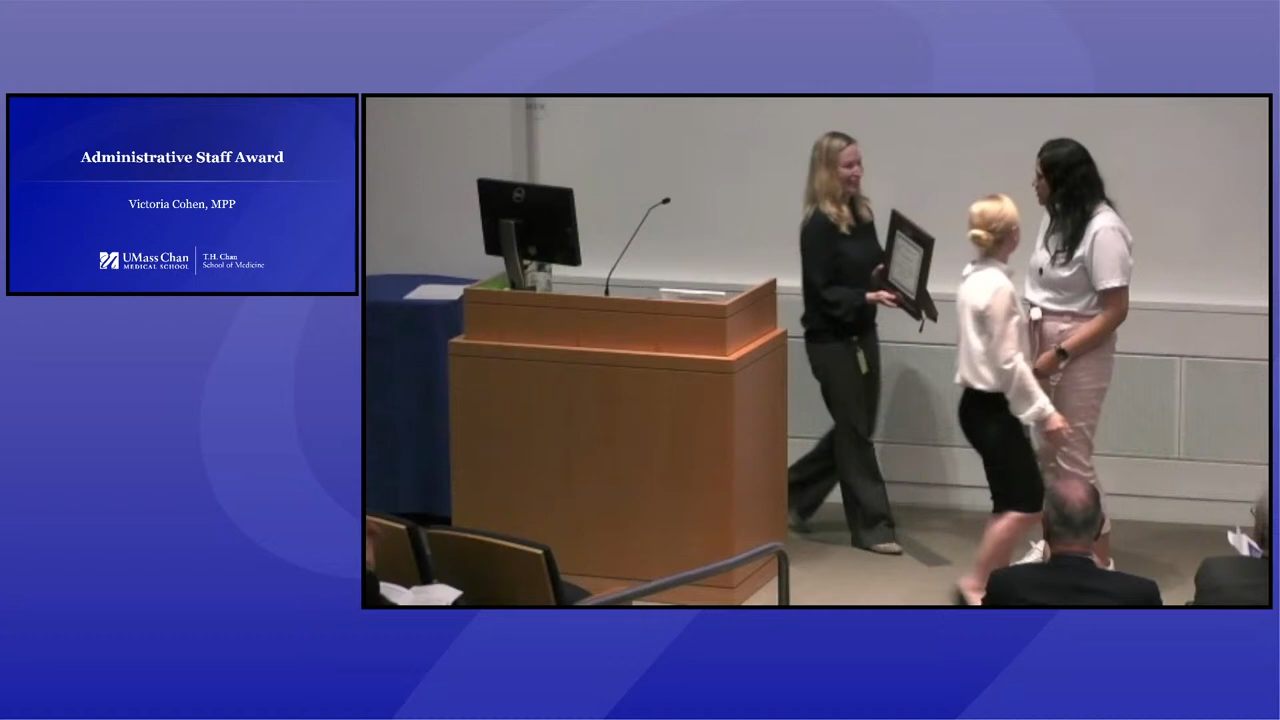 Administrative Staff Award
Victoria Cohen, MPP
UMass Chan
MEDICAL SCHOOL
T.H. Chan
School of Medicine